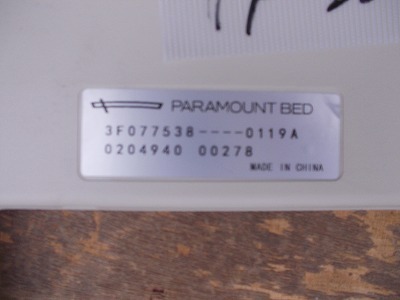 PARAMOUNT BED
3F077538----0119A
0204940 00278
MADE IN CHINA